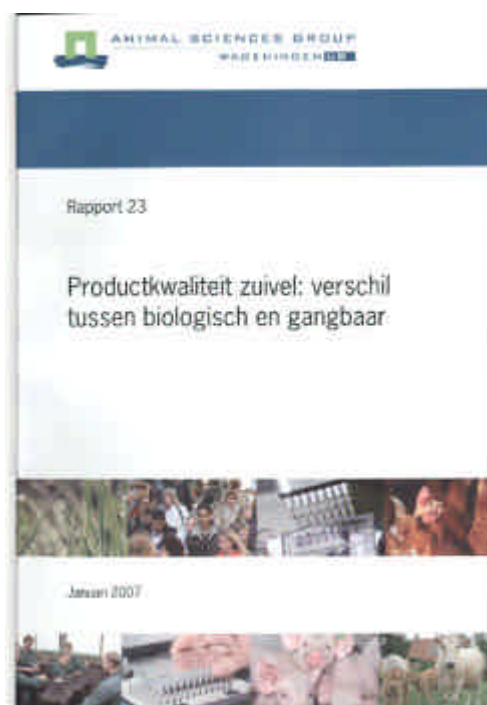 ANIMAL SCIENCES GROUP
WAGENINGEN UR
Rapport 23
Productkwaliteit zuivel: verschil
tussen biologisch en gangbaar
Januari 2007